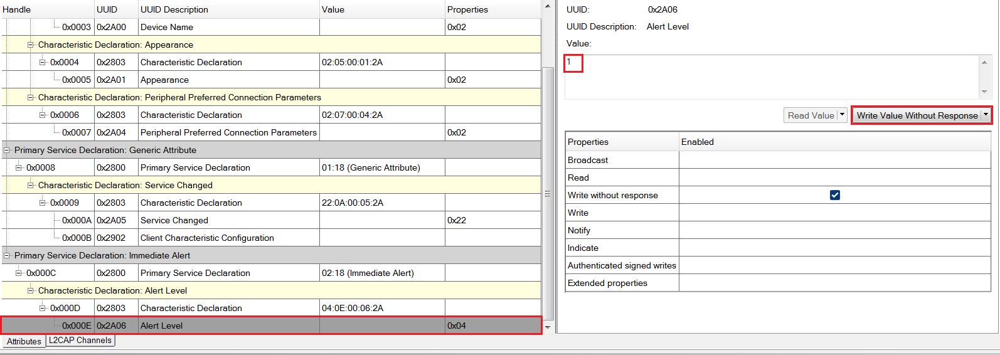 Handle UUID UUID Description Value Properties
0x0003 0x2A00 Device Name 0x02
Characteristic Declaration: Appearance
0x0004 0x2803 Characteristic Declaration 02:05:00:01:2A
0x0005 0x2A01 Appearance 0x02
Characteristic Declaration: Peripheral Preferred Connection Parameters
0x0006 0x2803 Characteristic Declaration 02:07:00:04:2A
0x0007 0x2A04 Peripheral Preferred Connection Parameters 0x02
Primary Service Declaration: Generic Attribute
0x0008 0x2800 Primary Service Declaration 01:18 (Generic Attribute)
Characteristic Declaration: Service Changed
0x0009 0x2803 Characteristic Declaration 22:0A:00:05:2A
0x000A 0x2A05 Service Changed 0x22
0x000B 0x2902 Client Characteristic Configuration
Primary Service Declaration: Immediate Alert
0x000C 0x2800 Primary Service Declaration 02:18 (Immediate Alert)
Characteristic Declaration: Alert Level
0x000D 0x2803 Characteristic Declaration 04:0E:00:06:2A
0x000E 0x2A06 Alert Level 0x04
Attributes L2CAP Channels
UUID: 0x2A06
UUID Description: Alert Level
Value:
1
Read Value Write Value Without Response
Properties Enabled
Broadcast
Read
Write without response
Write
Notify
Indicate
Authenticated signed writes
Extended properties